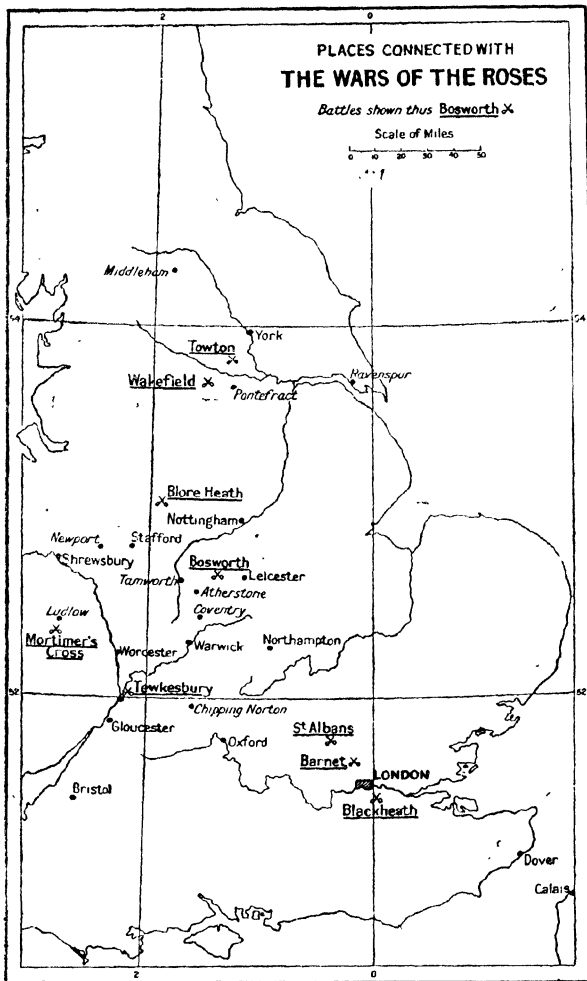 2
0
PLACES CONNECTED WITH
THE WARS OF THE ROSES
Battles shown thus Bosworth
Scale of Miles
0 10 20 30 40 50
Middleham
54
54
York
Towton
Wakefield
Pontefract
Ravenspur
Blore Heath
Nottingham
Newport
Stafford
Shrewsbury
Bosworth
Tamworth
Leicester
Atherstone
Ludlow
Coventry
Mortimer's
Cross
Worcester
Warwick
Northampton
Tewkesbury
52
52
Chipping Norton
Gloucester
St Albans
Oxford
Barnet
LONDON
Bristol
Blackheath
Dover
Calais
2
0